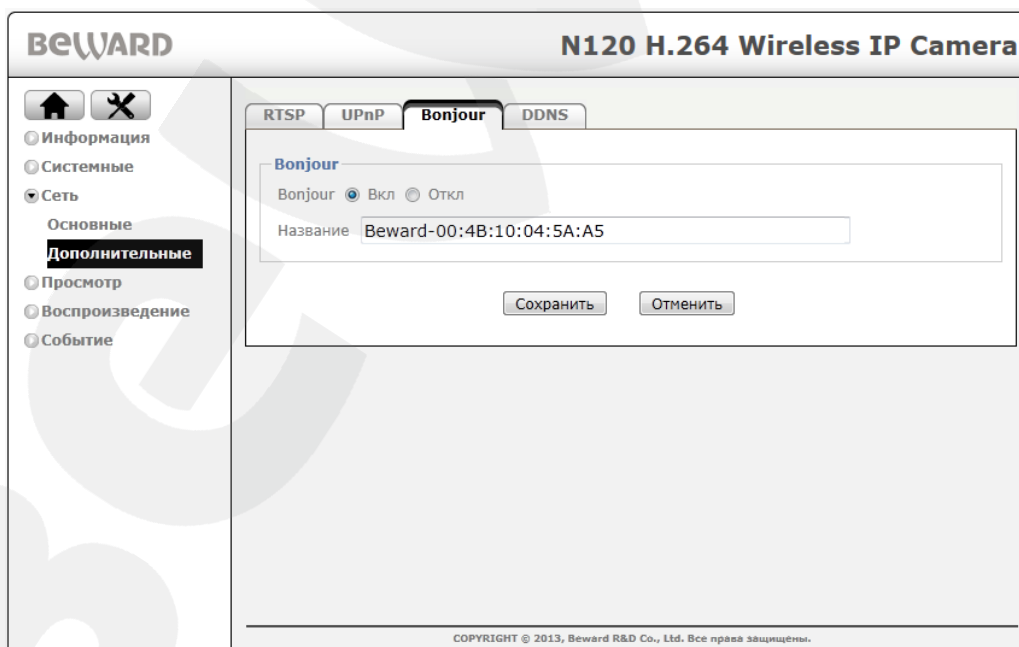 BEWARD
N120 H.264 Wireless IP Camera
Информация
Системные
Сеть
Основные
Дополнительные
Просмотр
Воспроизведение
Событие
RTSP UPnP Bonjour DDNS
Bonjour
Bonjour Вкл Откл
Название Beward-00:4B:10:04:5A:A5
Сохранить Отменить
COPYRIGHT © 2013, Beward R&D Co., Ltd. Все права защищены.